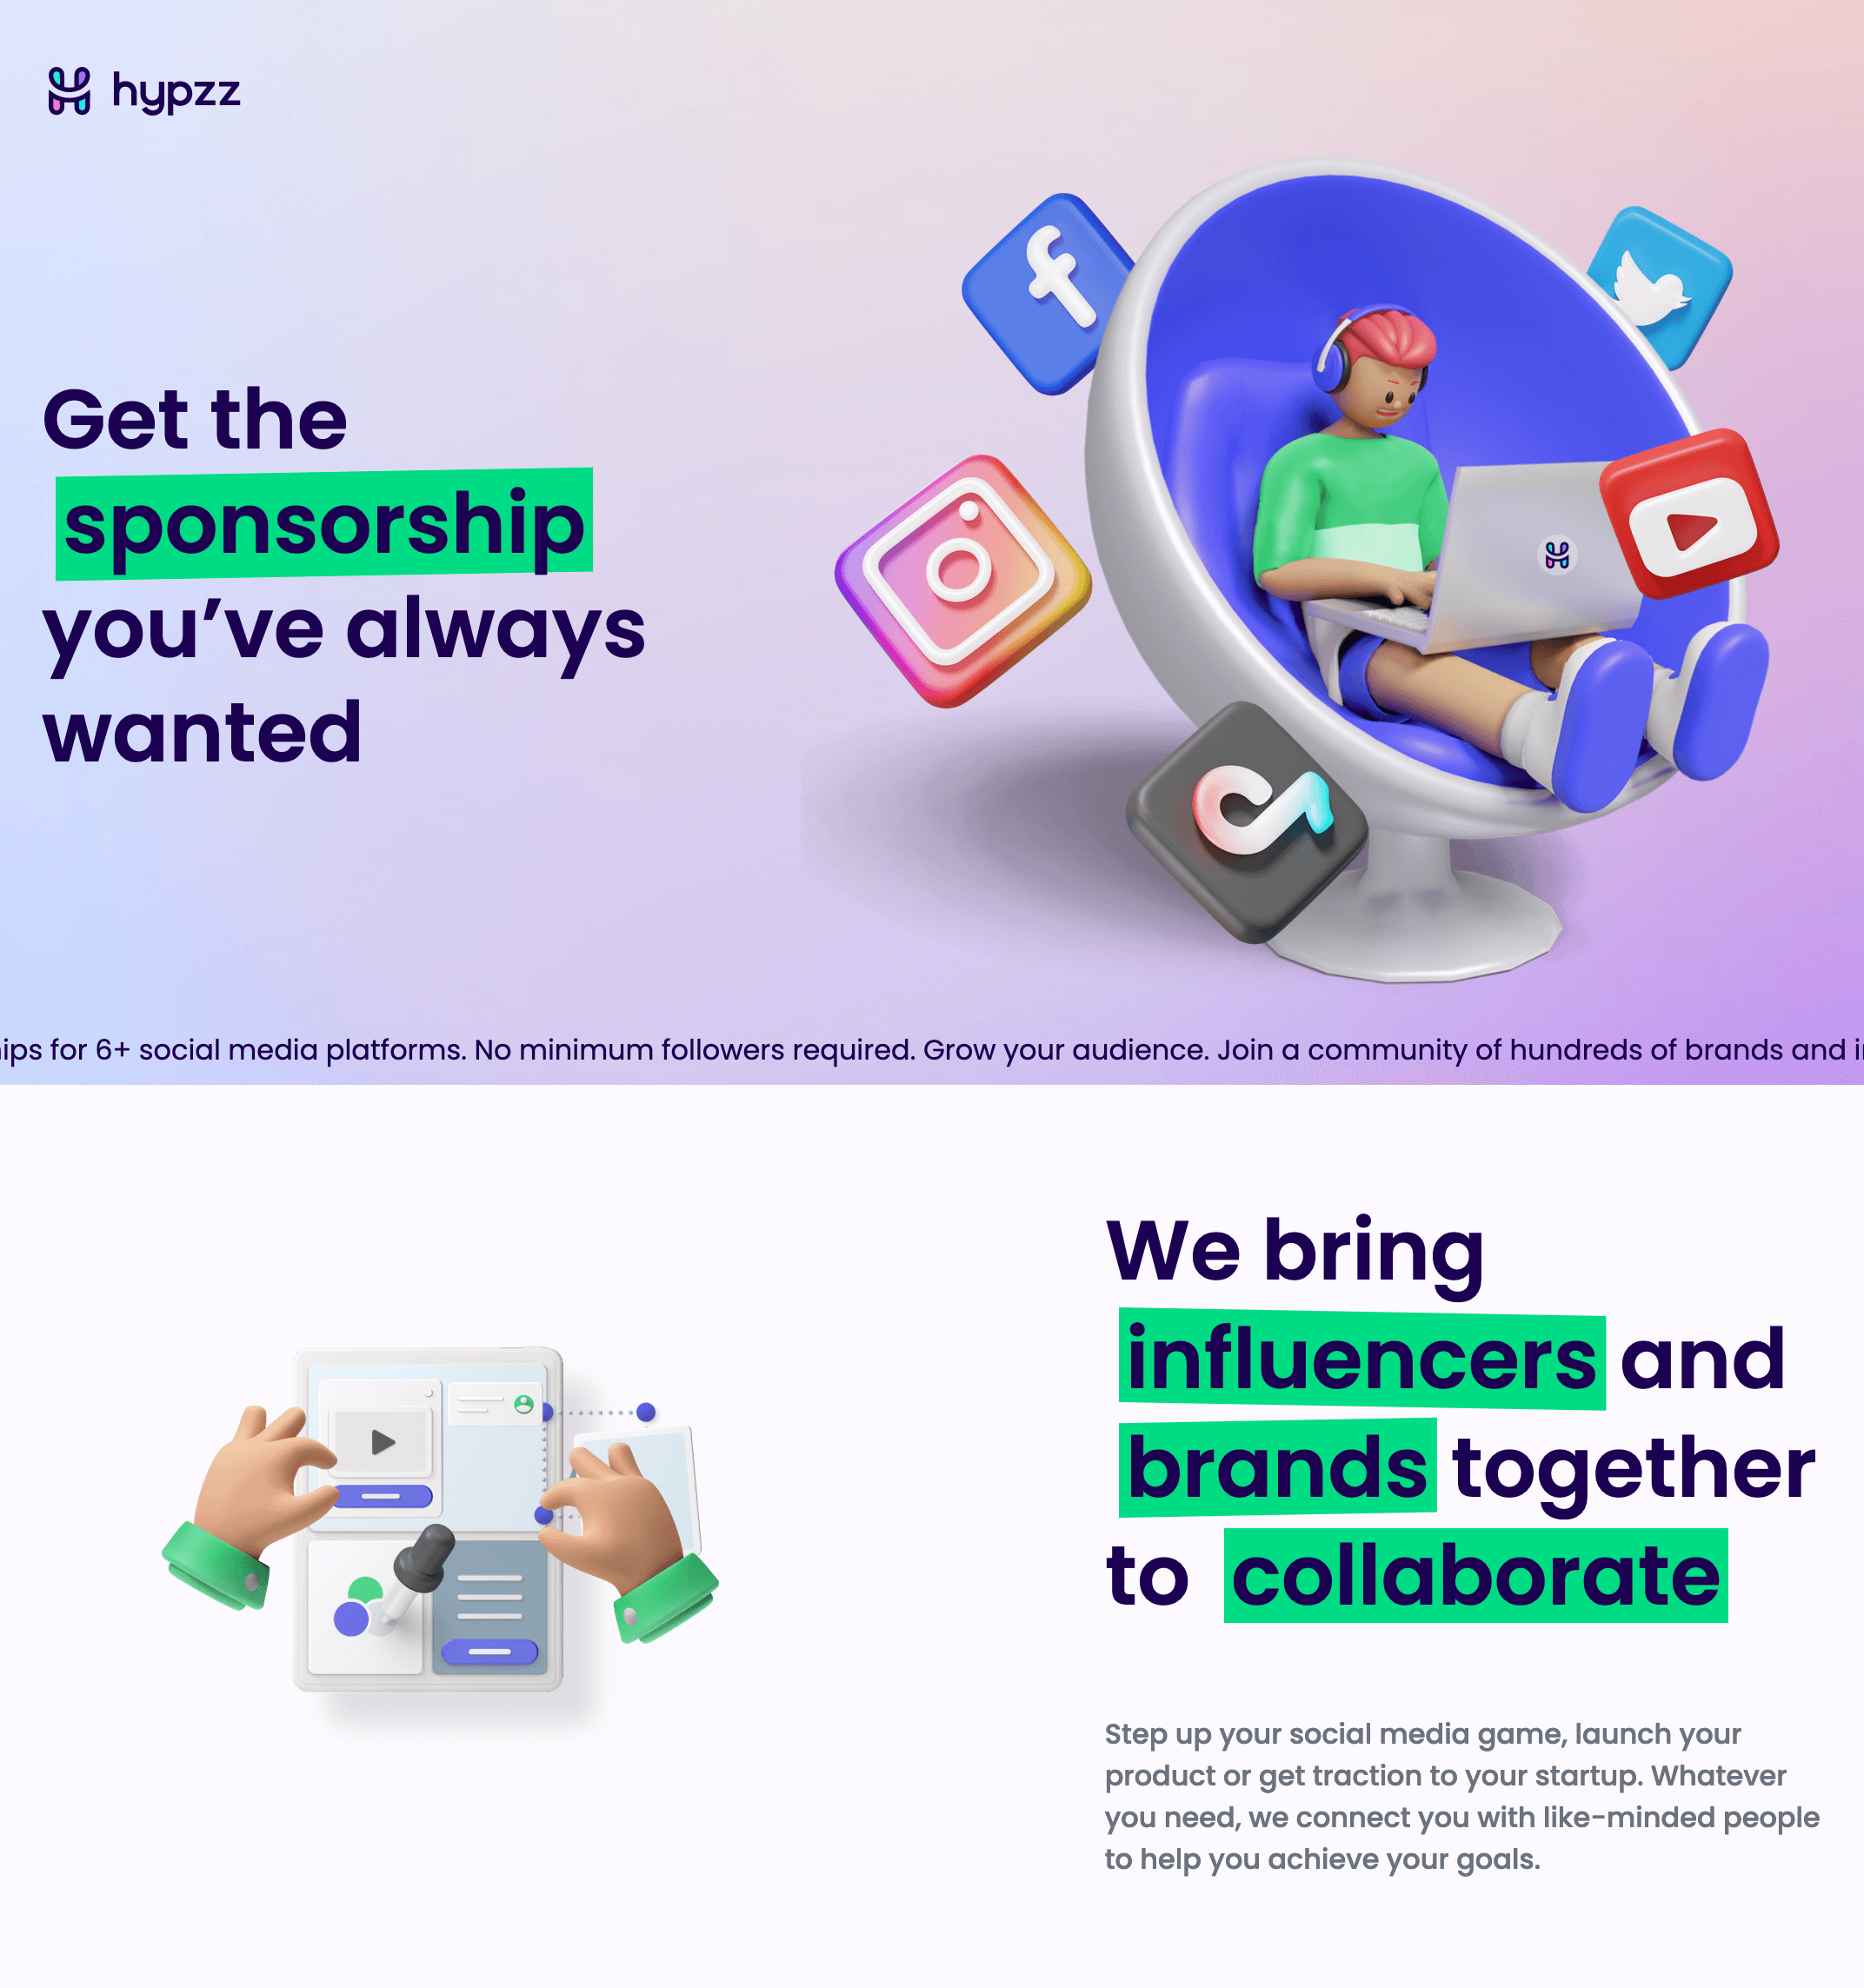 hypzz
Get the
sponsorship
you’ve always
wanted
for 6+ social media platforms. No minimum followers required. Grow your audience. Join a community of hundreds of brands and
We bring
influencers and
brands together
to collaborate
Step up your social media game, launch your
product or get traction to your startup. Whatever
you need, we connect you with like-minded people
to help you achieve your goals.